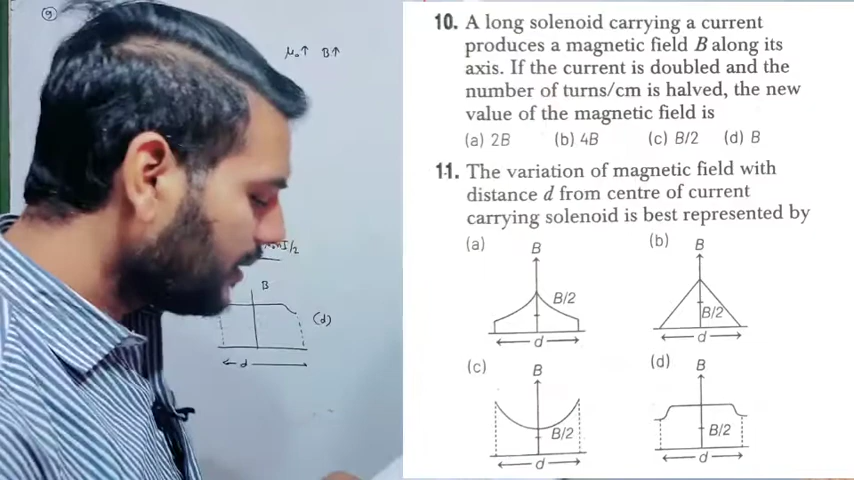 (9)
μ₀↑ B↑
μ₀nI/2
B
(d)
d
10. A long solenoid carrying a current
produces a magnetic field B along its
axis. If the current is doubled and the
number of turns/cm is halved, the new
value of the magnetic field is
(a) 2B (b) 4B (c) B/2 (d) B
11. The variation of magnetic field with
distance d from centre of current
carrying solenoid is best represented by
(a) B
B/2
d
(b) B
B/2
d
(c) B
B/2
d
(d) B
B/2
d